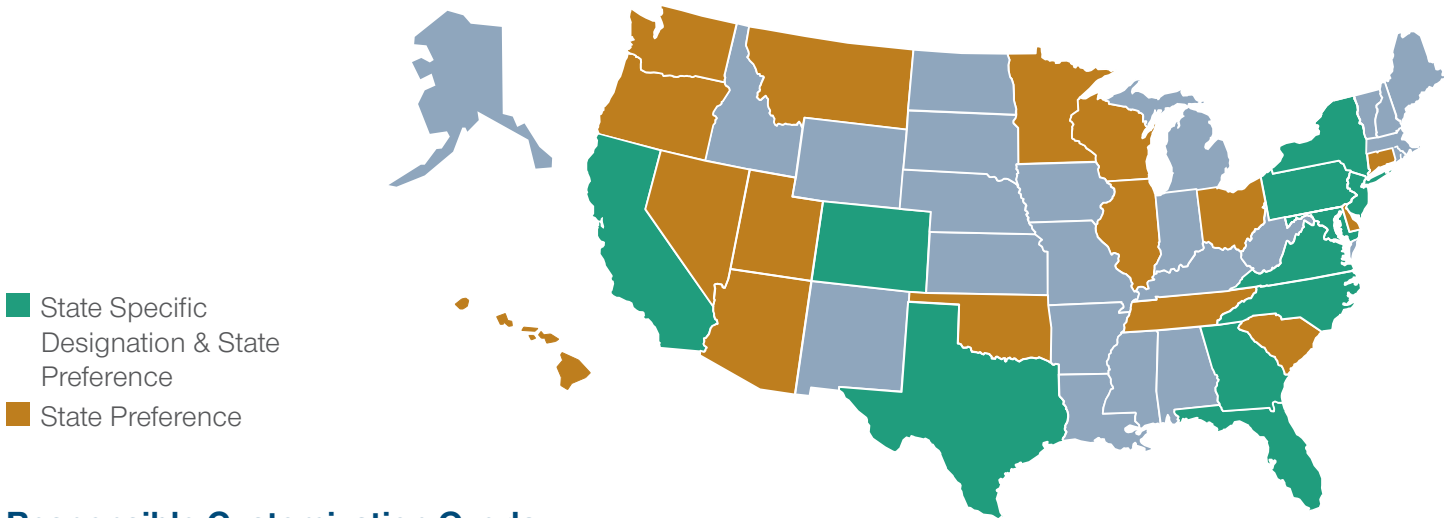 State Specific
Designation & State
Preference
State Preference